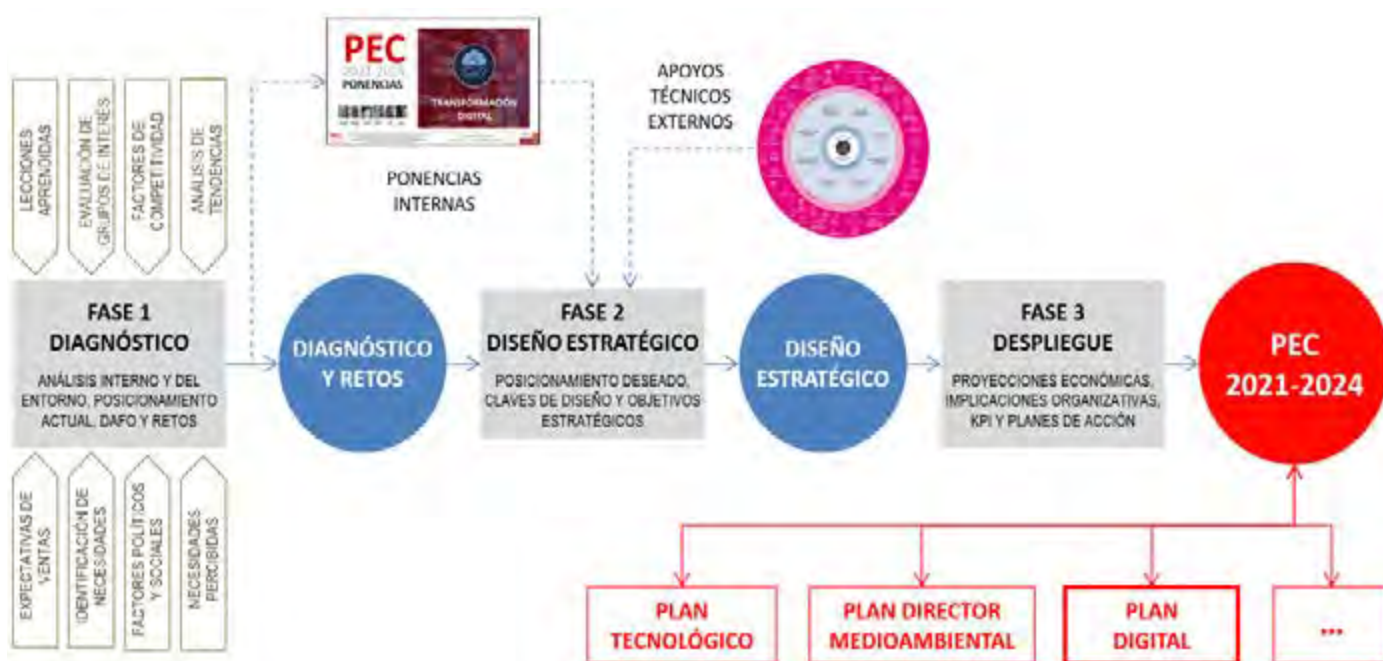 LECCIONES
APRENDIDAS
EVALUACIÓN DE
GRUPOS DE INTERÉS
FACTORES DE
COMPETITIVIDAD
ANÁLISIS DE
TENDENCIAS
PEC
2021-2024
PONENCIAS
TRANSFORMACIÓN
DIGITAL
PONENCIAS
INTERNAS
APOYOS
TÉCNICOS
EXTERNOS
FASE 1
DIAGNÓSTICO
ANÁLISIS INTERNO Y DEL
ENTORNO, POSICIONAMIENTO
ACTUAL, DAFO Y RETOS
DIAGNÓSTICO
Y RETOS
FASE 2
DISEÑO ESTRATÉGICO
POSICIONAMIENTO DESEADO,
CLAVES DE DISEÑO Y OBJETIVOS
ESTRATÉGICOS
DISEÑO
ESTRATÉGICO
FASE 3
DESPLIEGUE
PROYECCIONES ECONÓMICAS,
IMPLICACIONES ORGANIZATIVAS,
KPI Y PLANES DE ACCIÓN
PEC
2021-2024
EXPECTATIVAS DE
VENTAS
IDENTIFICACIÓN DE
NECESIDADES
FACTORES POLÍTICOS
Y SOCIALES
NECESIDADES
PERCIBIDAS
PLAN
TECNOLÓGICO
PLAN DIRECTOR
MEDIOAMBIENTAL
PLAN
DIGITAL
...